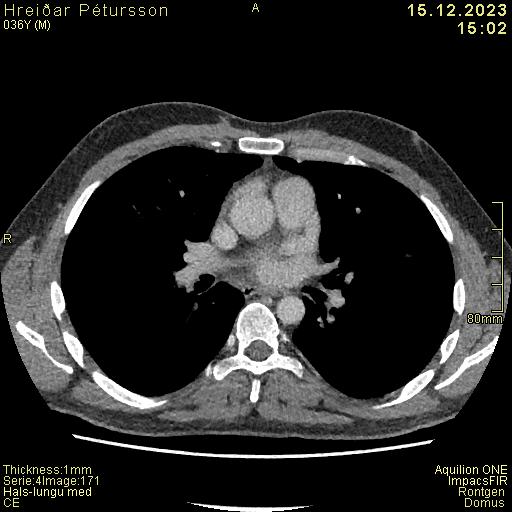 Hreiðar Pétursson
036Y (M)
A
15.12.2023
15:02
R
80mm
Thickness:1mm
Serie:4Image:171
Hals-lungu med
CE
Aquilion ONE
ImpacsFIR
Rontgen
Domus